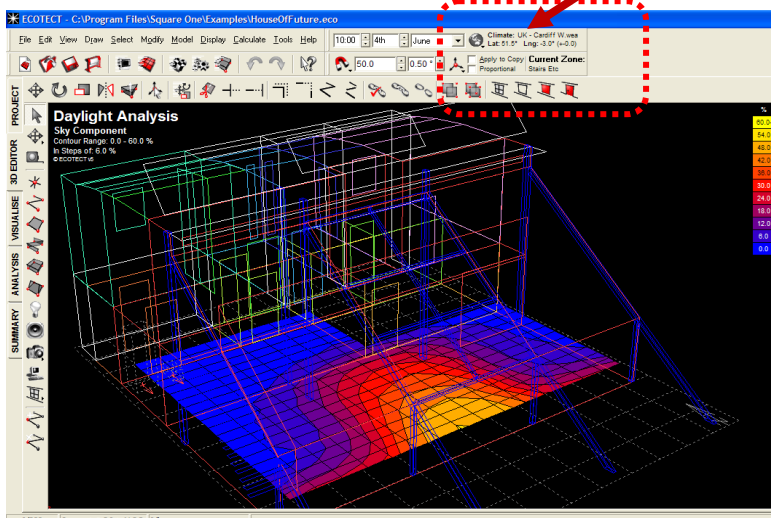 ECOTECT - C:\Program Files\Square One\Examples\HouseOfFuture.eco
File Edit View Draw Select Modify Model Display Calculate Tools Help
10:00 4th June
Climate: UK - Cardiff W.wea
Lat: 51.5° Lng: -3.0° (+-0.0)
50.0 0.50 °
Apply to Copy
Proportional
Current Zone:
Stairs Etc
PROJECT
3D EDITOR
VISUALISE
ANALYSIS
SUMMARY
Daylight Analysis
Sky Component
Contour Range: 0.0 - 60.0 %
In Steps of: 6.0 %
© ECOTECT v5
%
60.0
54.0
48.0
42.0
36.0
30.0
24.0
18.0
12.0
6.0
0.0